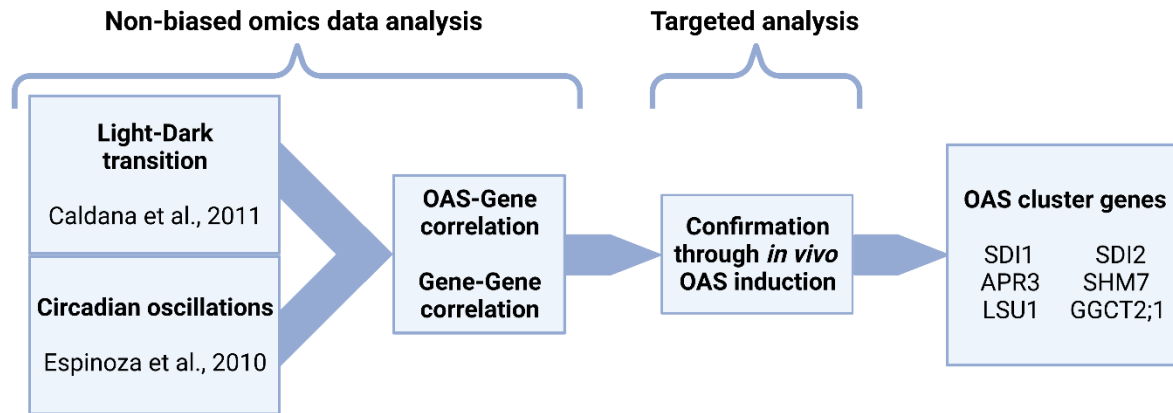 Non-biased omics data analysis
Targeted analysis
Light-Dark
transition
Caldana et al., 2011
Circadian oscillations
Espinoza et al., 2010
OAS-Gene
correlation
Gene-Gene
correlation
Confirmation
through in vivo
OAS induction
OAS cluster genes
SDI1 SDI2
APR3 SHM7
LSU1 GGCT2;1